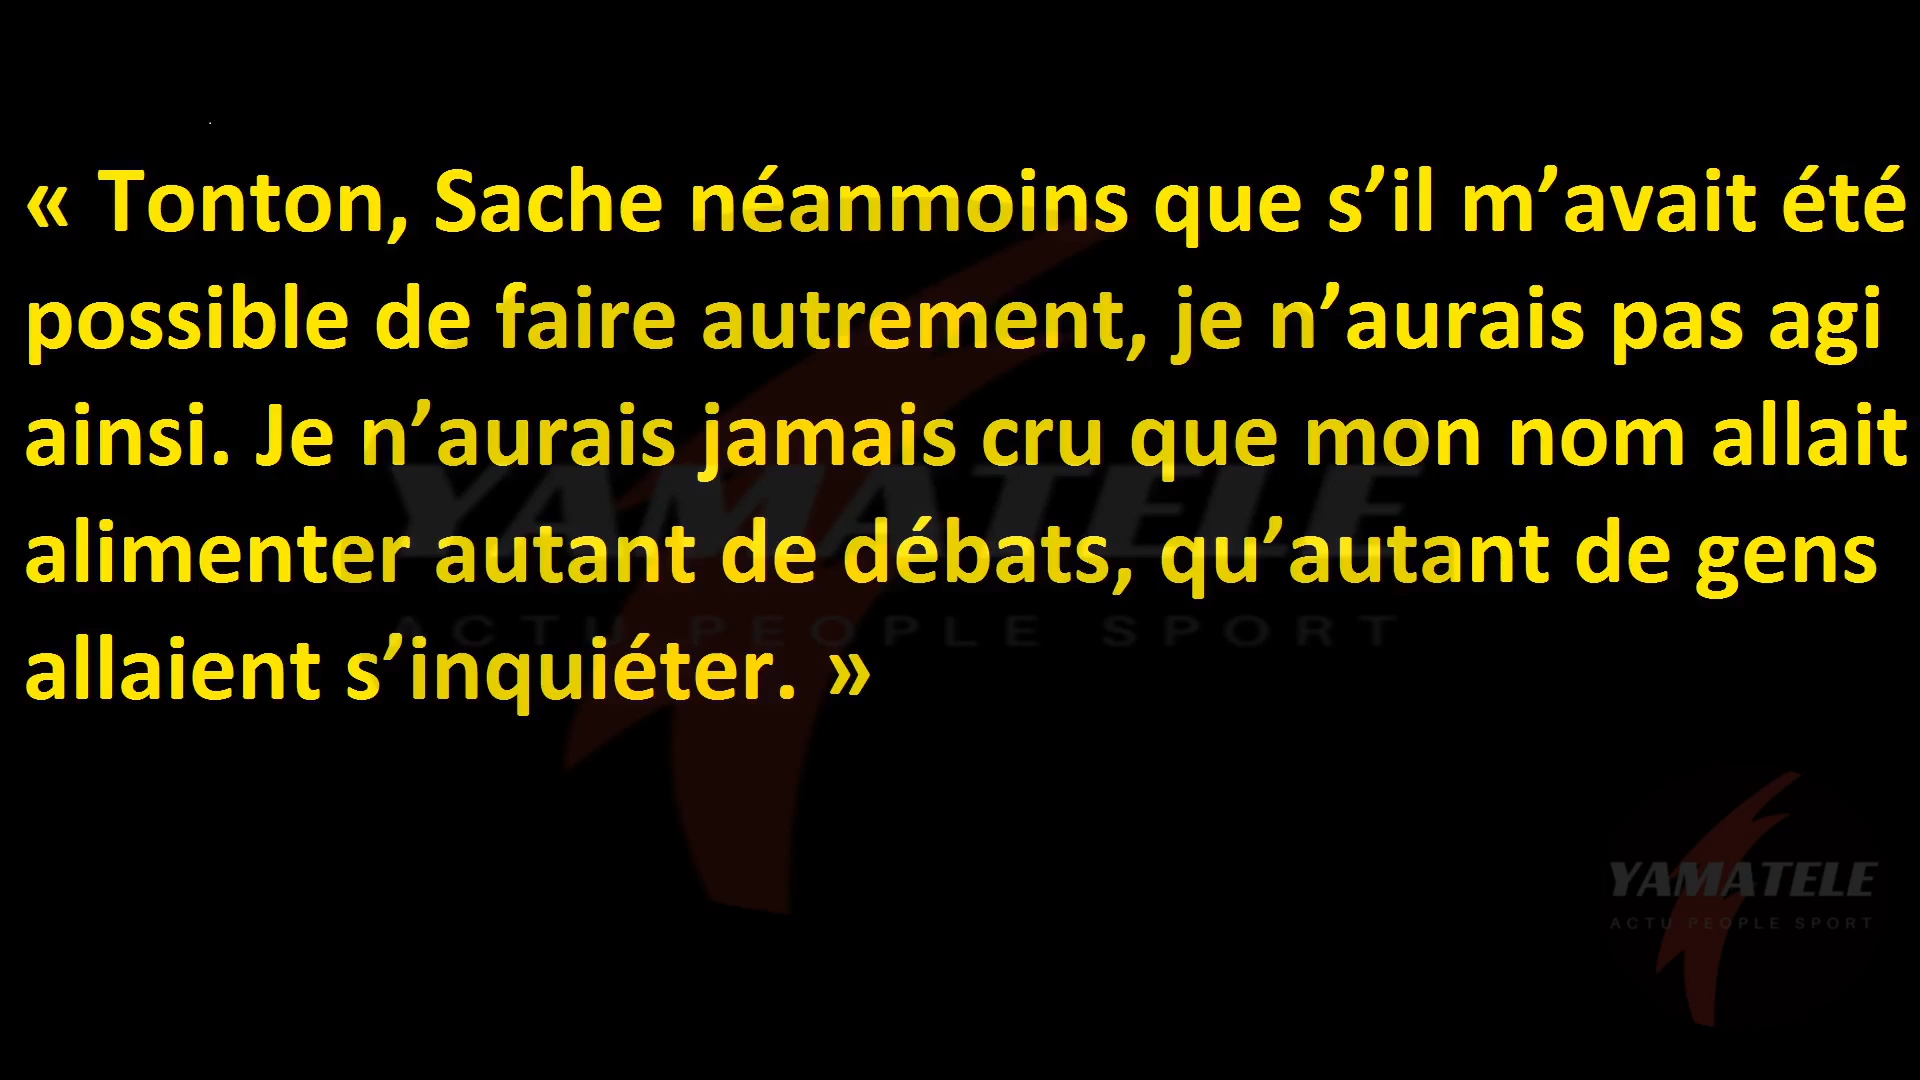 « Tonton, Sache néanmoins que s’il m’avait été
possible de faire autrement, je n’aurais pas agi
ainsi. Je n’aurais jamais cru que mon nom allait
alimenter autant de débats, qu’autant de gens
allaient s’inquiéter. »
YAMATELE
ACTU PEOPLE SPORT
YAMATELE
ACTU PEOPLE SPORT